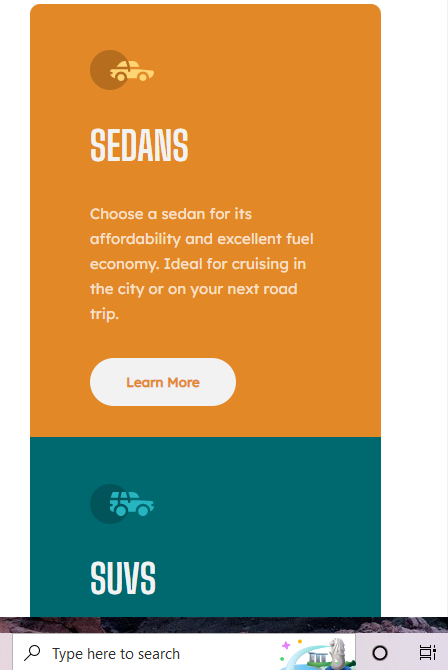 SEDANS
Choose a sedan for its
affordability and excellent fuel
economy. Ideal for cruising in
the city or on your next road
trip.
Learn More
SUVS
Type here to search